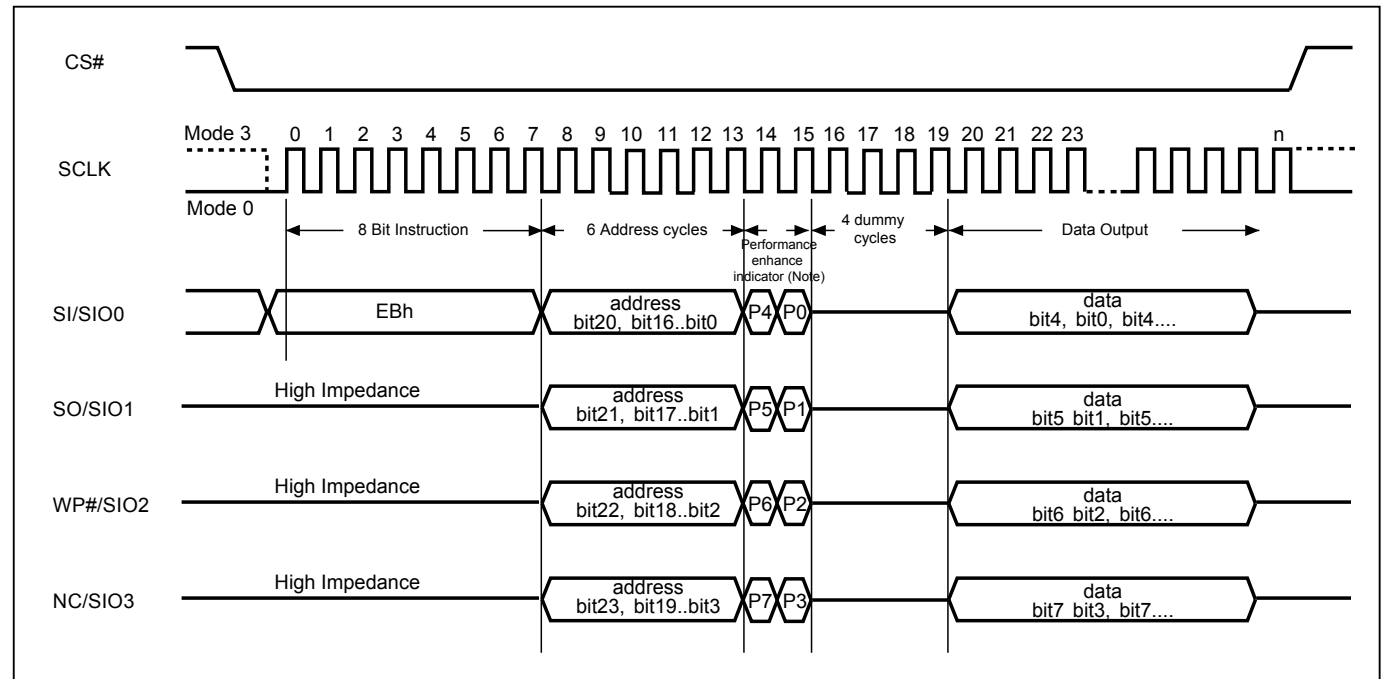 CS#
Mode 3
0 1 2 3 4 5 6 7 8 9 10 11 12 13 14 15 16 17 18 19 20 21 22 23 n
SCLK
Mode 0
8 Bit Instruction
6 Address cycles
Performance
enhance
indicator (Note)
4 dummy
cycles
Data Output
SI/SIO0
EBh
address
bit20, bit16..bit0
P4 P0
data
bit4, bit0, bit4....
SO/SIO1
High Impedance
address
bit21, bit17..bit1
P5 P1
data
bit5 bit1, bit5....
WP#/SIO2
High Impedance
address
bit22, bit18..bit2
P6 P2
data
bit6 bit2, bit6....
NC/SIO3
High Impedance
address
bit23, bit19..bit3
P7 P3
data
bit7 bit3, bit7....